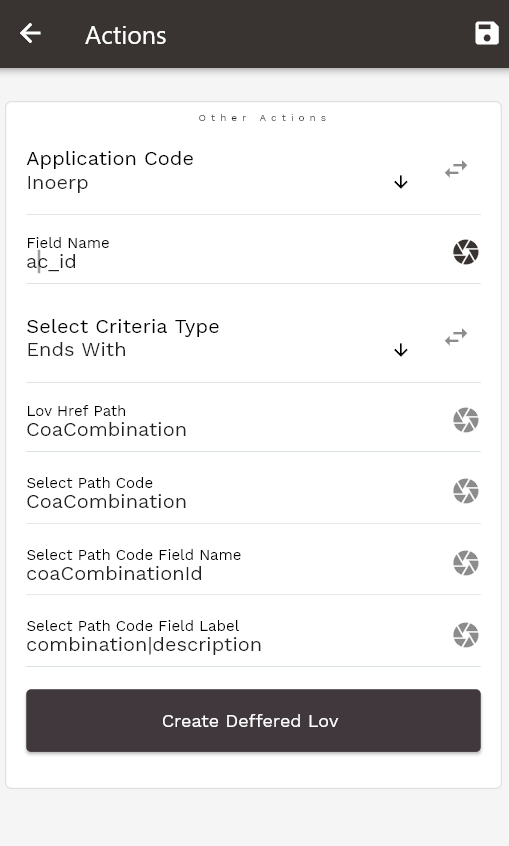 Actions
Other Actions
Application Code
Inoerp
Field Name
ac_id
Select Criteria Type
Ends With
Lov Href Path
CoaCombination
Select Path Code
CoaCombination
Select Path Code Field Name
coaCombinationId
Select Path Code Field Label
combination|description
Create Deffered Lov